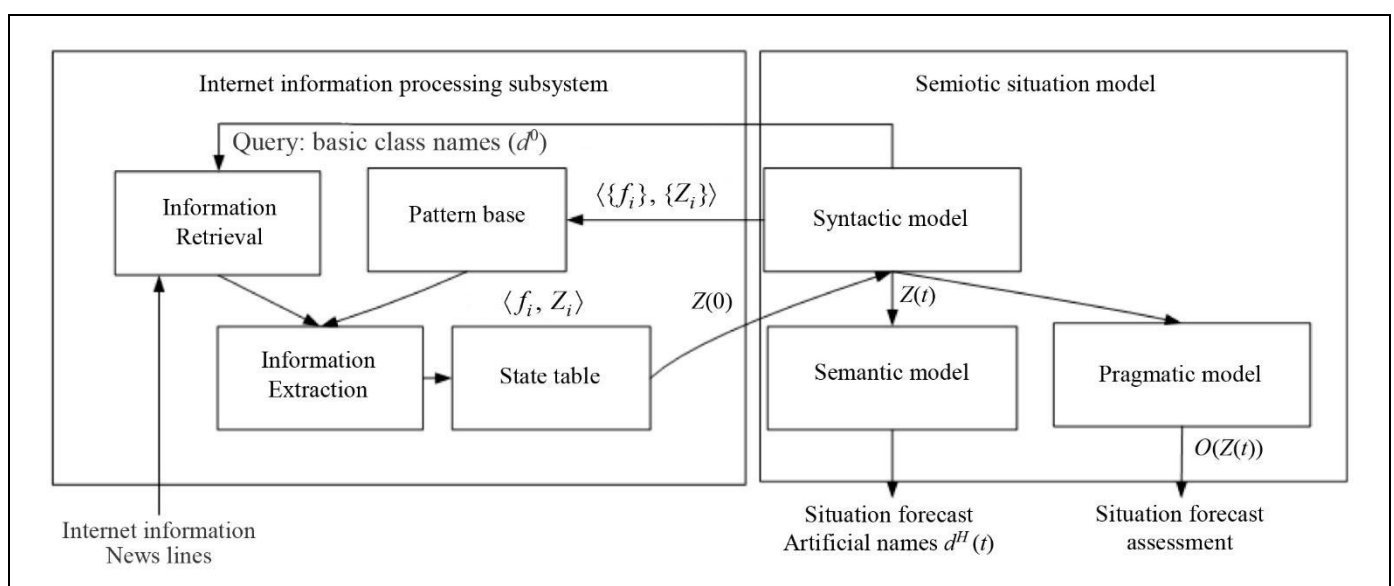 Internet information processing subsystem
Semiotic situation model
Query: basic class names (d⁰)
Information
Retrieval
Pattern base
⟨{fᵢ}, {Zᵢ}⟩
Syntactic model
⟨fᵢ, Zᵢ⟩
Z(0)
Z(t)
Information
Extraction
State table
Semantic model
Pragmatic model
O(Z(t))
Internet information
News lines
Situation forecast
Artificial names dᴴ(t)
Situation forecast
assessment